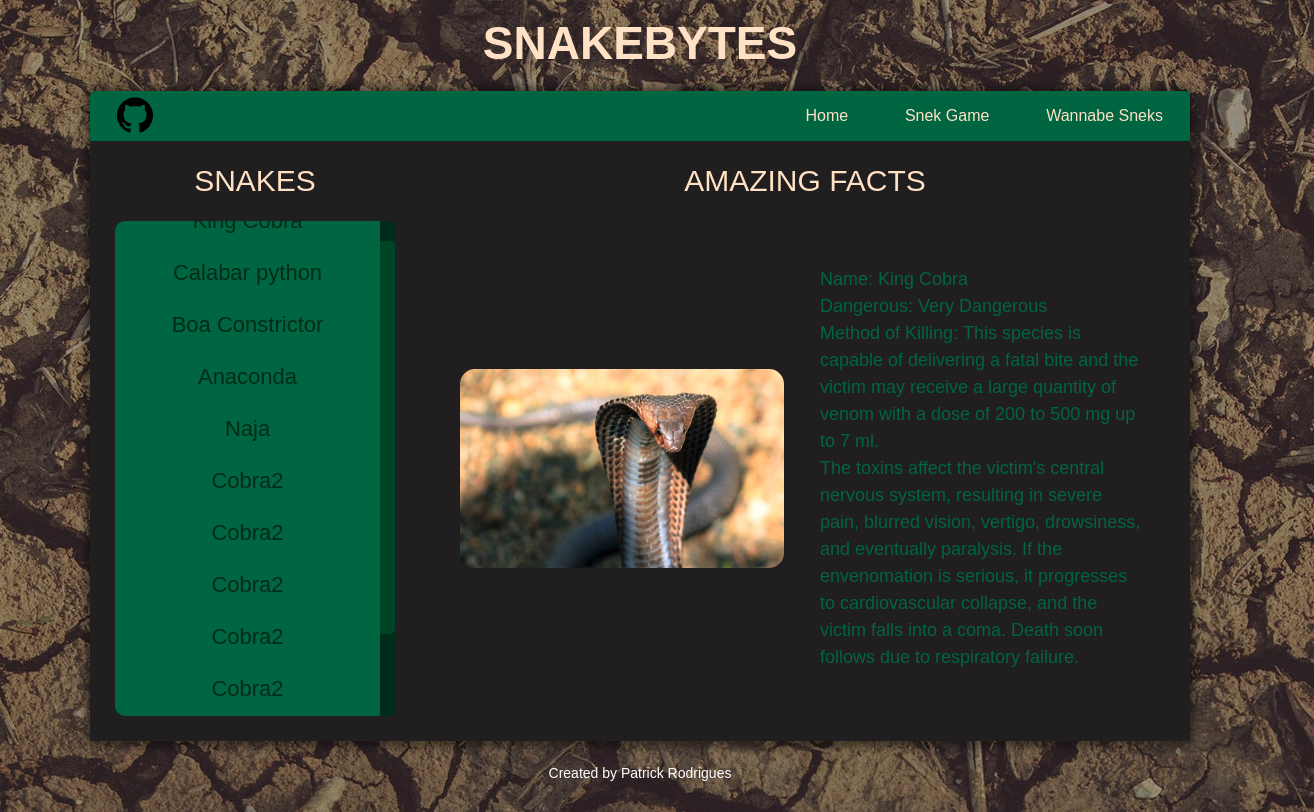 SNAKEBYTES
Home
Snek Game
Wannabe Sneks
SNAKES
AMAZING FACTS
King Cobra
Calabar python
Boa Constrictor
Anaconda
Naja
Cobra2
Cobra2
Cobra2
Cobra2
Cobra2
Name: King Cobra
Dangerous: Very Dangerous
Method of Killing: This species is
capable of delivering a fatal bite and the
victim may receive a large quantity of
venom with a dose of 200 to 500 mg up
to 7 ml.
The toxins affect the victim's central
nervous system, resulting in severe
pain, blurred vision, vertigo, drowsiness,
and eventually paralysis. If the
envenomation is serious, it progresses
to cardiovascular collapse, and the
victim falls into a coma. Death soon
follows due to respiratory failure.
Created by Patrick Rodrigues